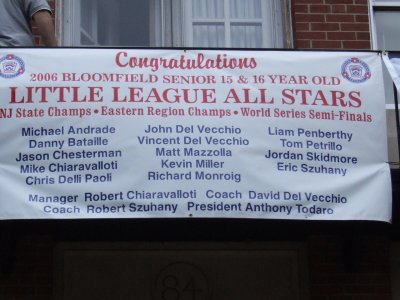 Congratulations
2006 BLOOMFIELD SENIOR 15 & 16 YEAR OLD
LITTLE LEAGUE ALL STARS
NJ State Champs • Eastern Region Champs • World Series Semi-Finals
Michael Andrade
Danny Bataille
Jason Chesterman
Mike Chiaravalloti
Chris Delli Paoli
John Del Vecchio
Vincent Del Vecchio
Matt Mazzolla
Kevin Miller
Richard Monroig
Liam Penberthy
Tom Petrillo
Jordan Skidmore
Eric Szuhany
Manager Robert Chiaravalloti Coach David Del Vecchio
Coach Robert Szuhany President Anthony Todaro
84